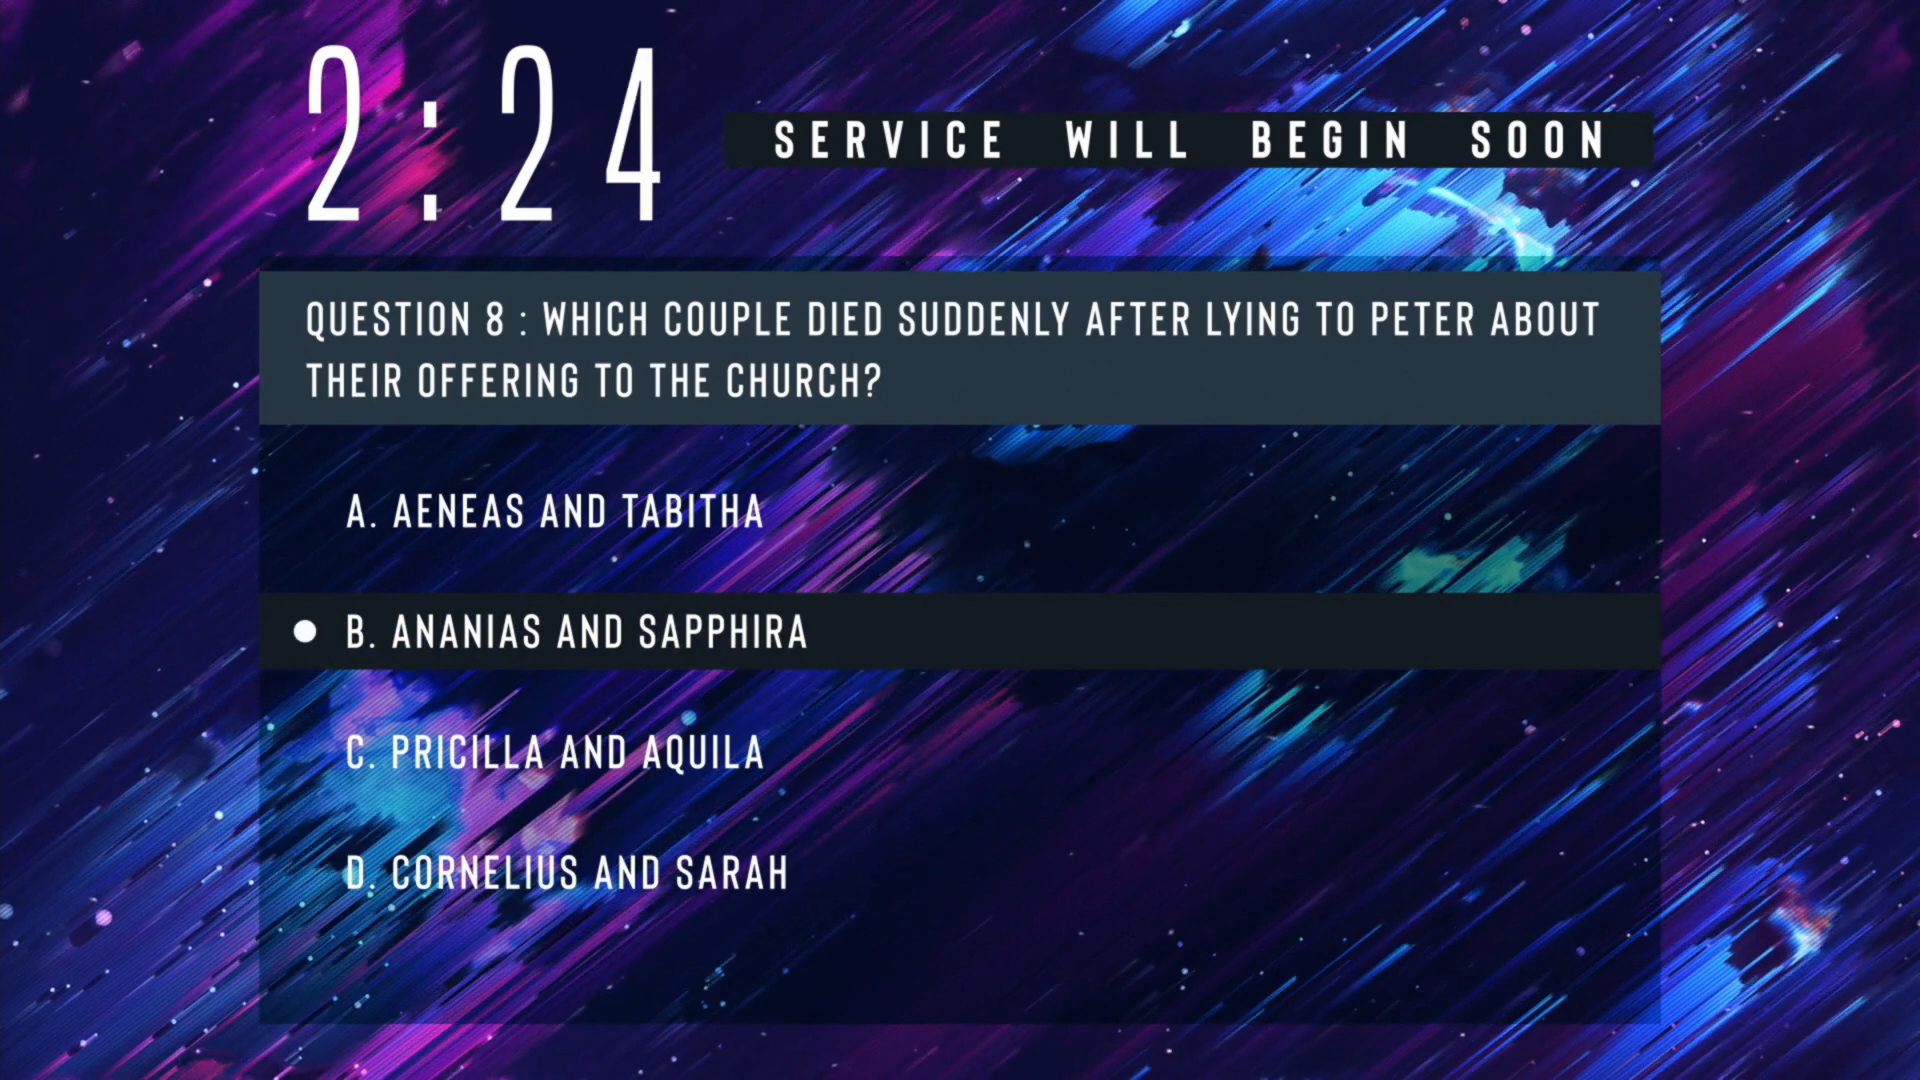 2:24
SERVICE WILL BEGIN SOON
QUESTION 8 : WHICH COUPLE DIED SUDDENLY AFTER LYING TO PETER ABOUT
THEIR OFFERING TO THE CHURCH?
A. AENEAS AND TABITHA
B. ANANIAS AND SAPPHIRA
C. PRICILLA AND AQUILA
D. CORNELIUS AND SARAH